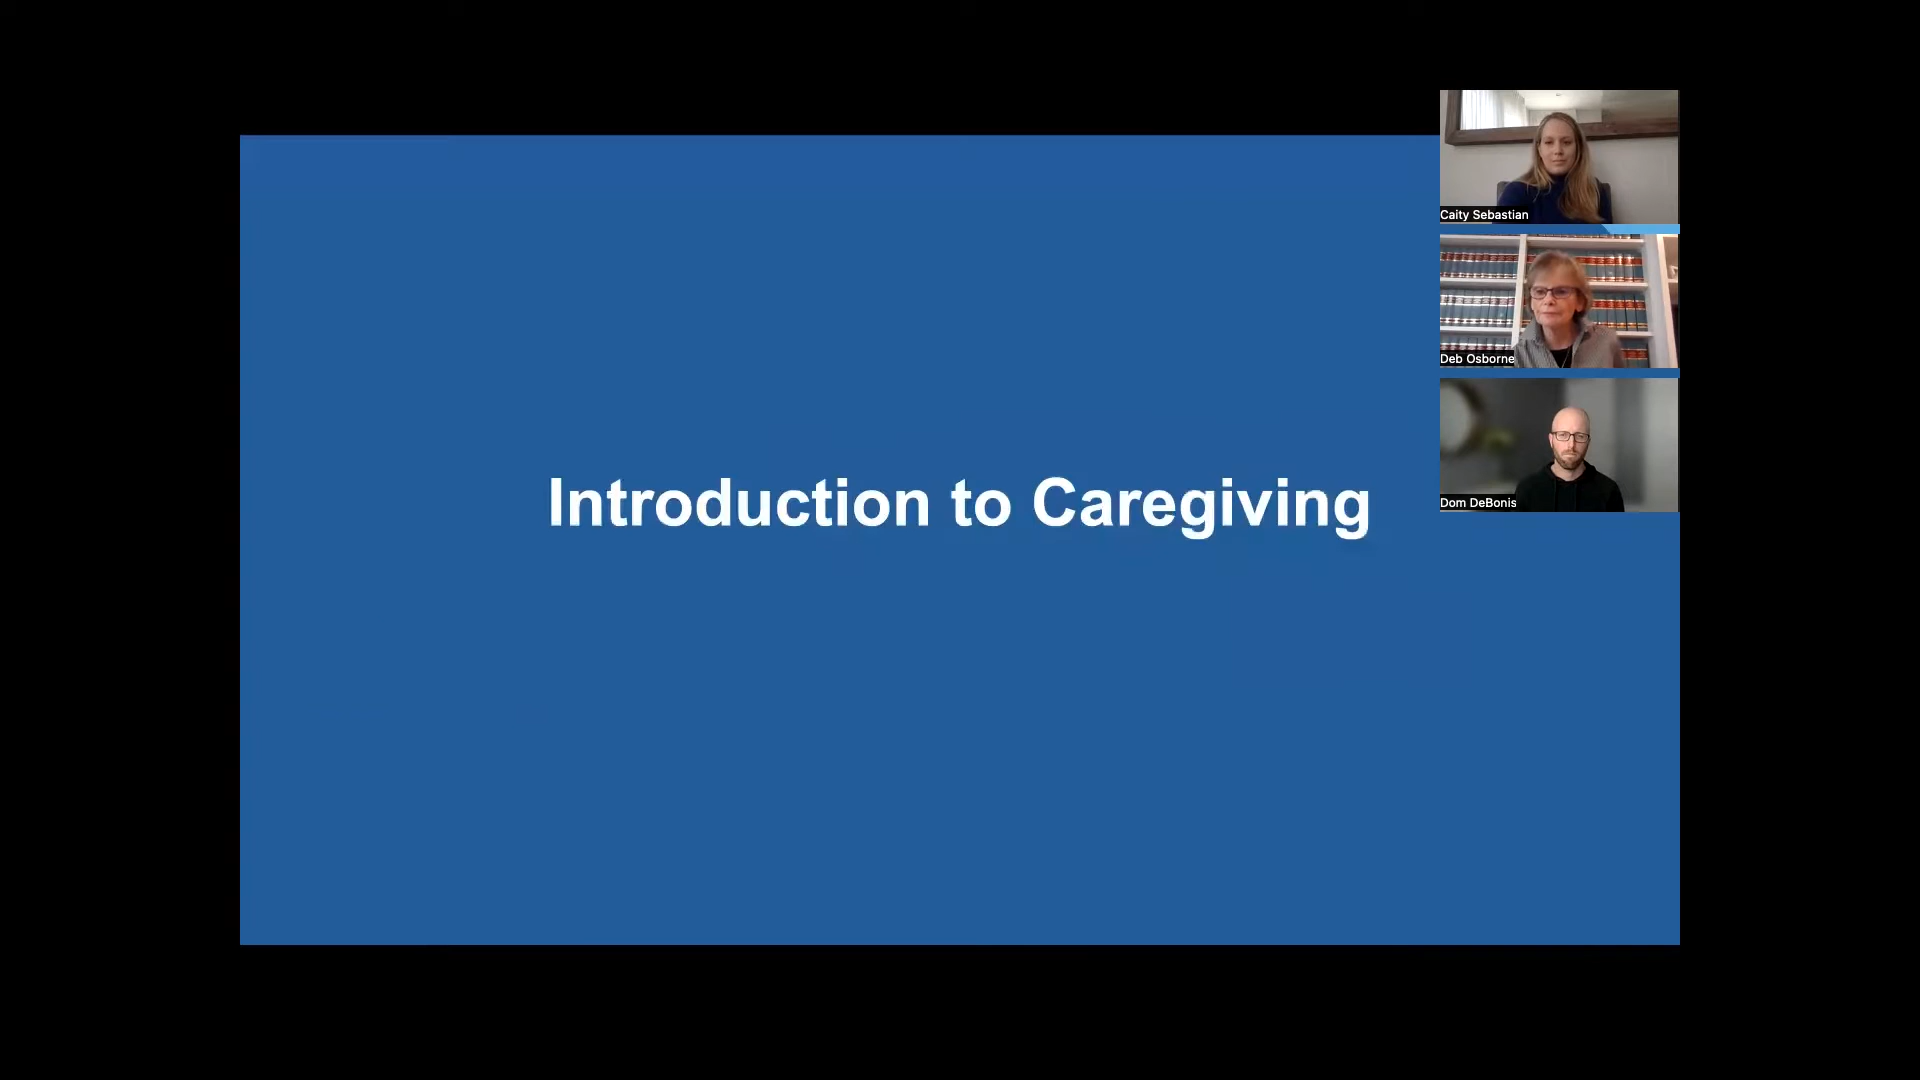 Caity Sebastian
Deb Osborne
Introduction to Caregiving
Dom DeBonis